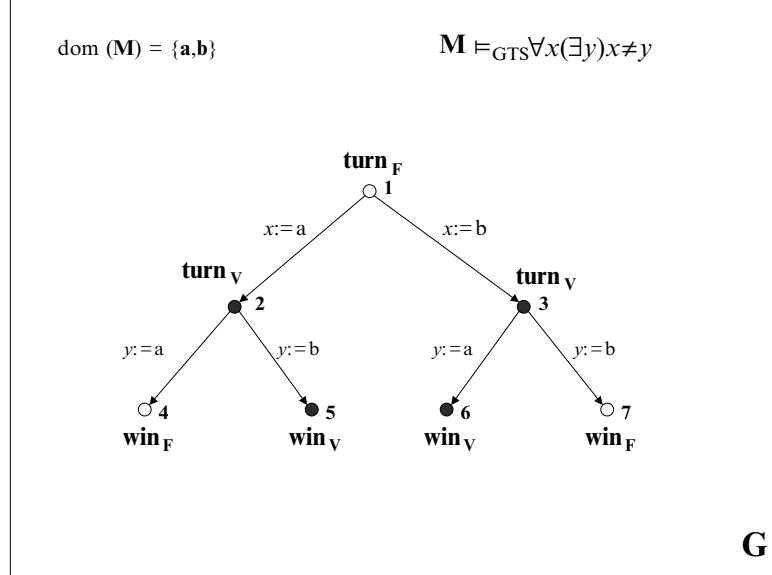 dom (M) = {a,b}
M ⊨GTS∀x(∃y)x≠y
turn F
1
x:=a
x:=b
turn V
turn V
2
3
y:=a
y:=b
y:=a
y:=b
4
5
6
7
win F
win V
win V
win F
G